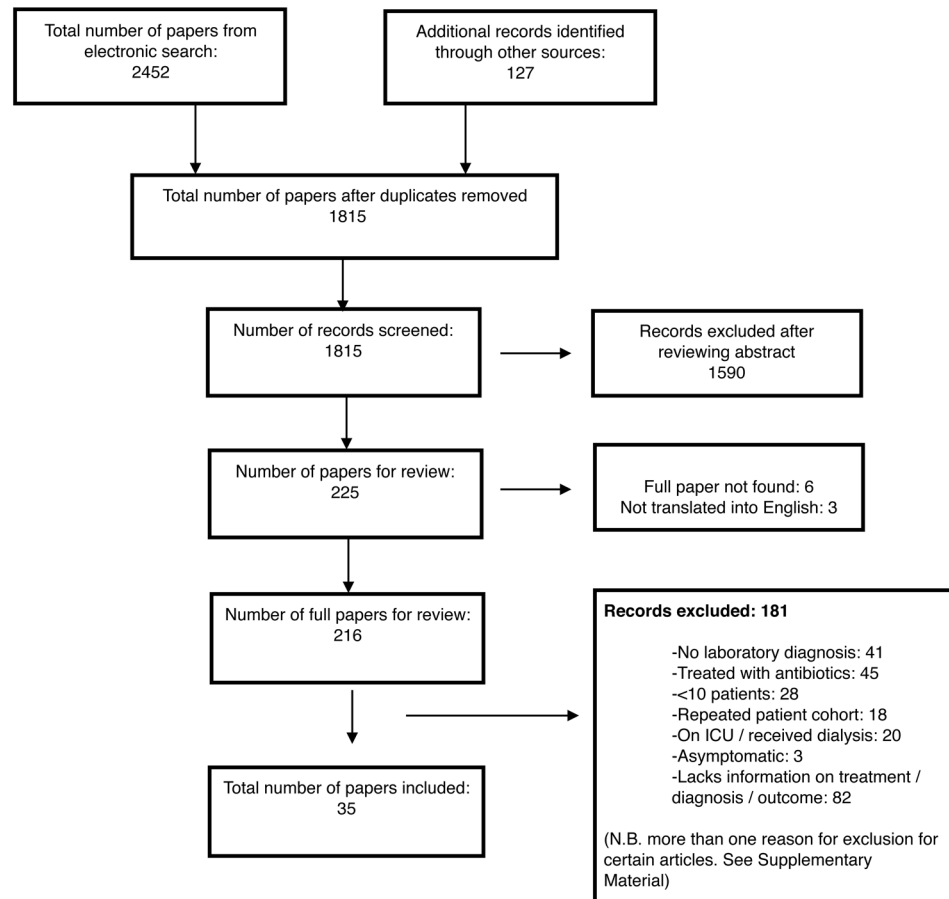 Total number of papers from
electronic search:
2452
Additional records identified
through other sources:
127
Total number of papers after duplicates removed
1815
Number of records screened:
1815
Records excluded after
reviewing abstract
1590
Number of papers for review:
225
Full paper not found: 6
Not translated into English: 3
Number of full papers for review:
216
Records excluded: 181
-No laboratory diagnosis: 41
-Treated with antibiotics: 45
-<10 patients: 28
-Repeated patient cohort: 18
-On ICU / received dialysis: 20
-Asymptomatic: 3
-Lacks information on treatment /
diagnosis / outcome: 82
(N.B. more than one reason for exclusion for
certain articles. See Supplementary
Material)
Total number of papers included:
35